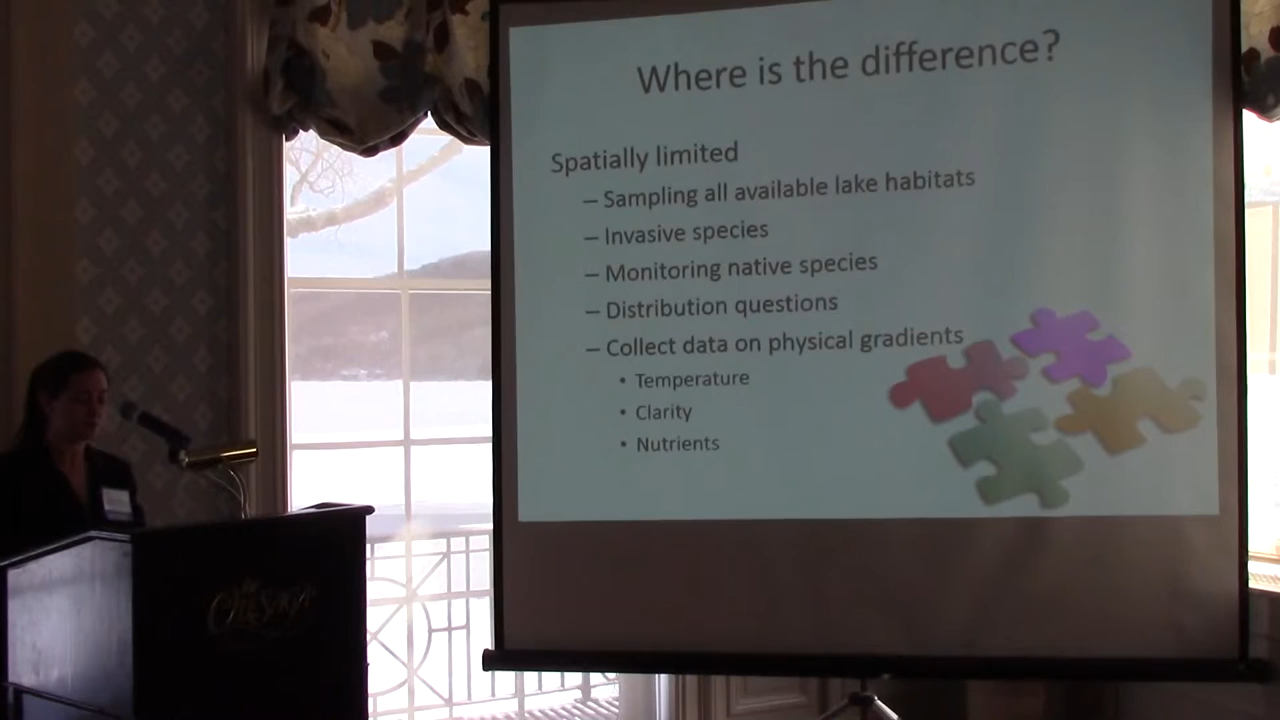 Where is the difference?
Spatially limited
– Sampling all available lake habitats
– Invasive species
– Monitoring native species
– Distribution questions
– Collect data on physical gradients
• Temperature
• Clarity
• Nutrients